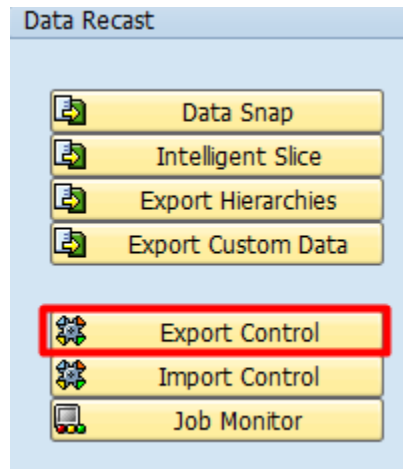 Data Recast
Data Snap
Intelligent Slice
Export Hierarchies
Export Custom Data
Export Control
Import Control
Job Monitor